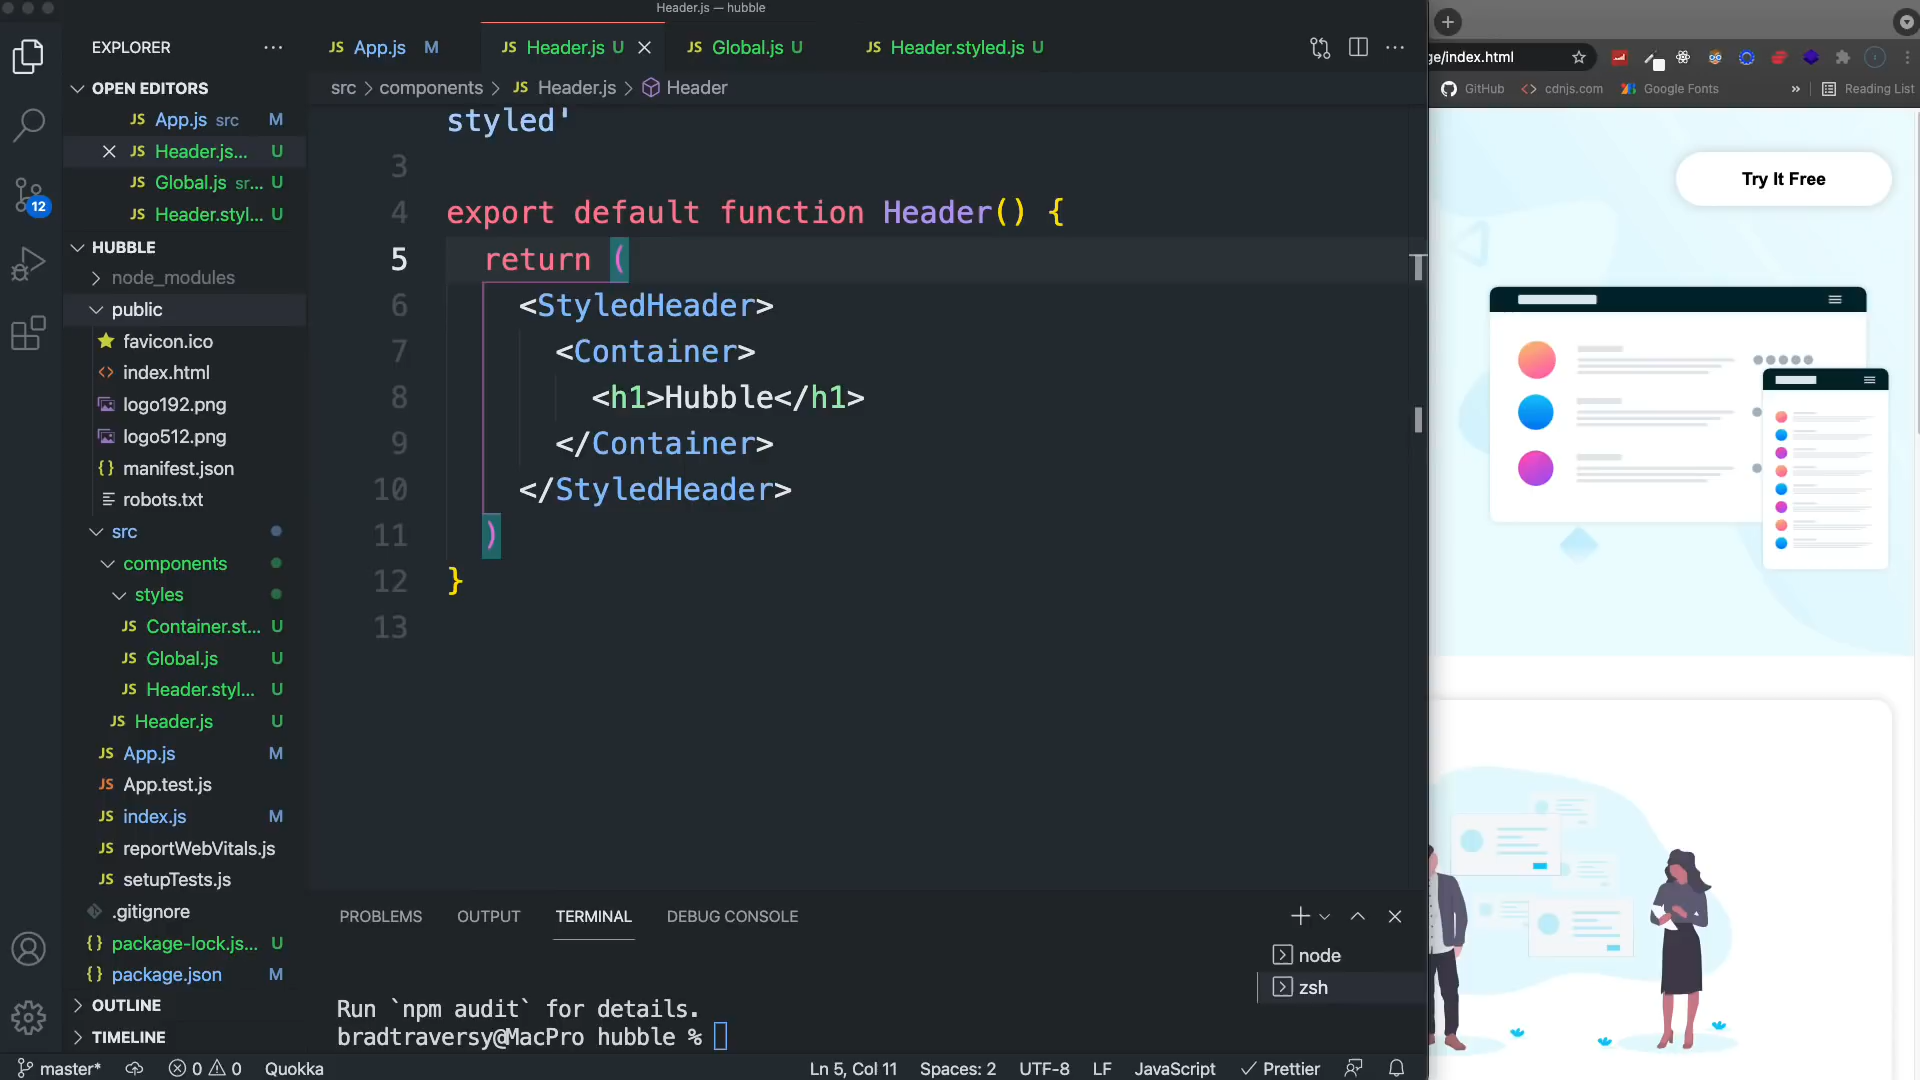 Header.js — hubble
EXPLORER
OPEN EDITORS
JS App.js src M
JS Header.js... U
JS Global.js sr... U
JS Header.styl... U
HUBBLE
node_modules
public
favicon.ico
index.html
logo192.png
logo512.png
manifest.json
robots.txt
src
components
styles
JS Container.st... U
JS Global.js U
JS Header.styl... U
JS Header.js U
JS App.js M
JS App.test.js
JS index.js M
JS reportWebVitals.js
JS setupTests.js
.gitignore
package-lock.js... U
package.json M
OUTLINE
TIMELINE
12
JS App.js M
JS Header.js U
JS Global.js U
JS Header.styled.js U
src > components > JS Header.js > Header
styled'
3
4 export default function Header() {
5 return (
6 <StyledHeader>
7 <Container>
8 <h1>Hubble</h1>
9 </Container>
10 </StyledHeader>
11 )
12 }
13
PROBLEMS OUTPUT TERMINAL DEBUG CONSOLE
node
zsh
Run `npm audit` for details.
bradtraversy@MacPro hubble %
master* 0 0 Quokka Ln 5, Col 11 Spaces: 2 UTF-8 LF JavaScript Prettier
ge/index.html
GitHub cdnjs.com Google Fonts » Reading List
Try It Free